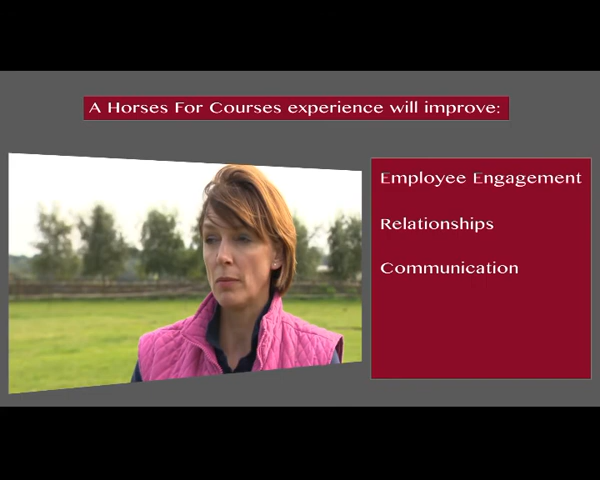 A Horses For Courses experience will improve:
Employee Engagement
Relationships
Communication